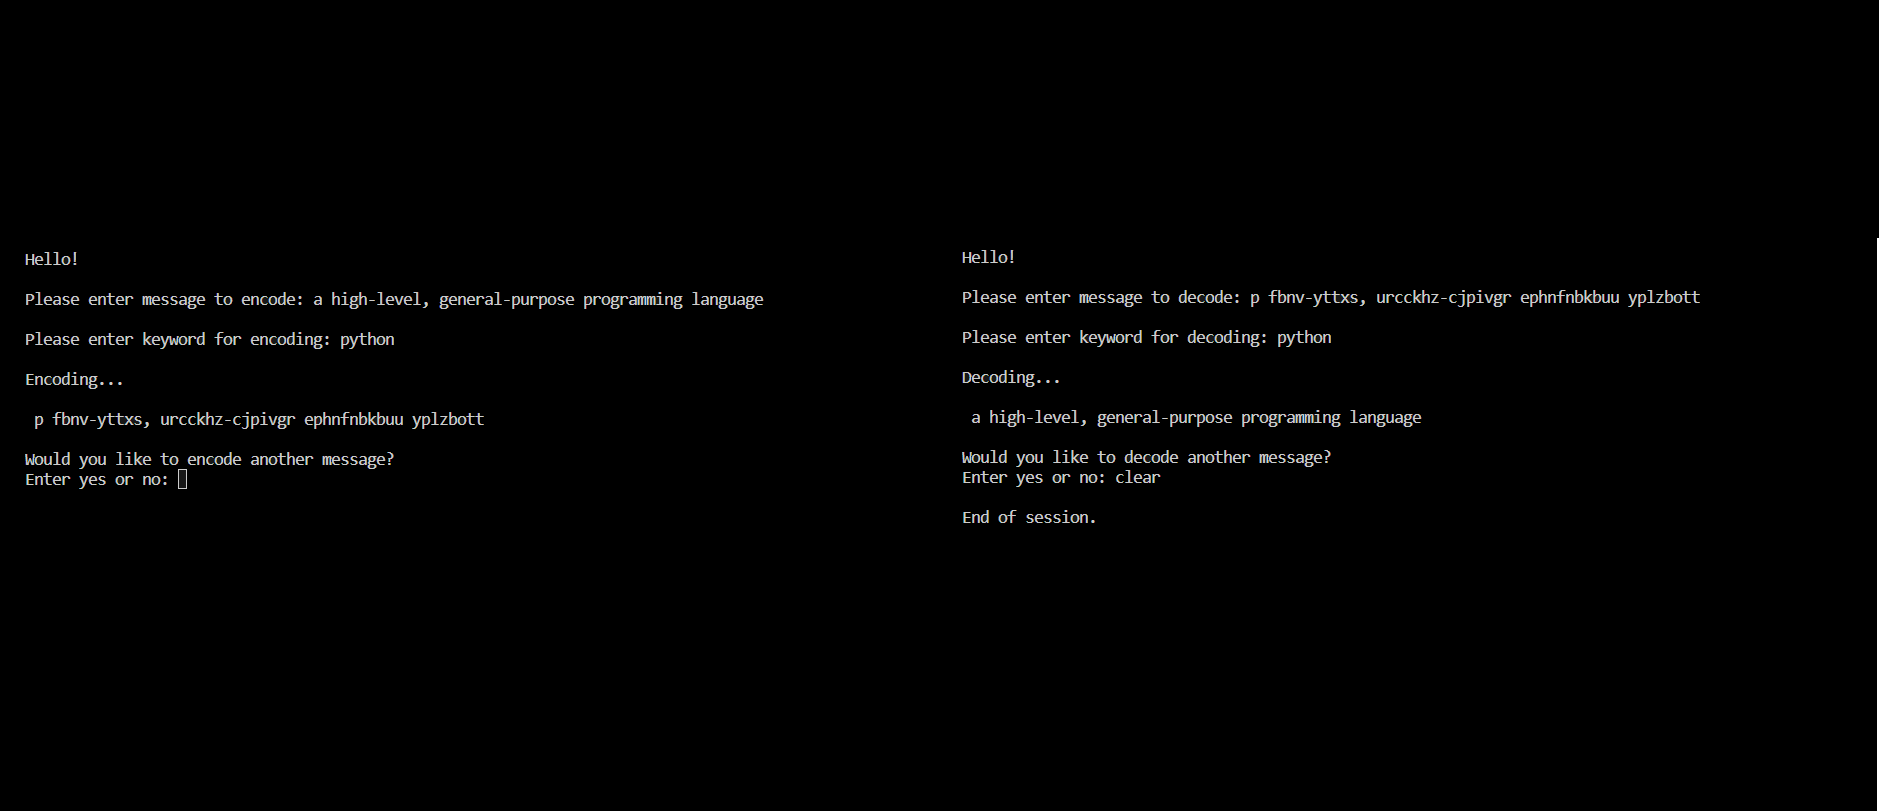 Hello!
Please enter message to encode: a high-level, general-purpose programming language
Please enter keyword for encoding: python
Encoding...
p fbnv-yttxs, urcckhz-cjpivgr ephnfnbkbuu yplzbott
Would you like to encode another message?
Enter yes or no:
Hello!
Please enter message to decode: p fbnv-yttxs, urcckhz-cjpivgr ephnfnbkbuu yplzbott
Please enter keyword for decoding: python
Decoding...
a high-level, general-purpose programming language
Would you like to decode another message?
Enter yes or no: clear
End of session.